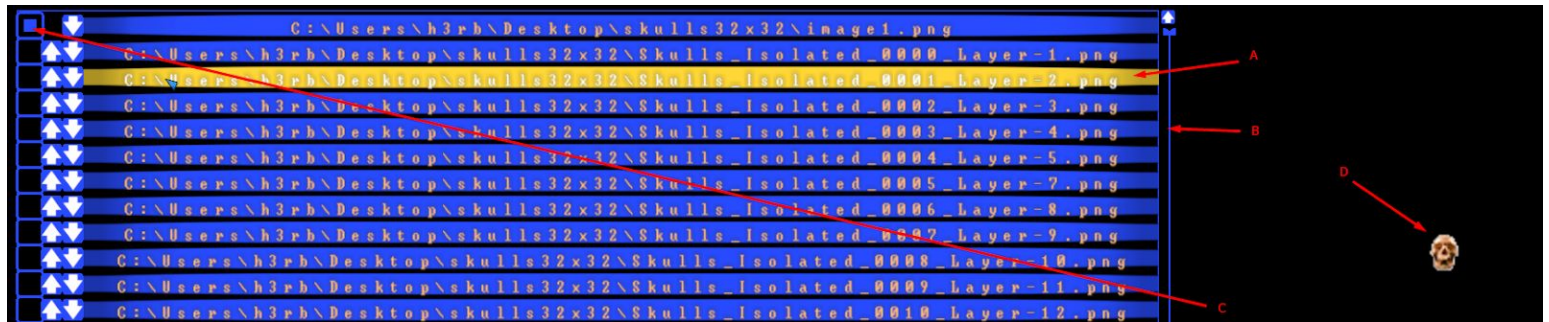 C:\Users\h3rb\Desktop\skulls32x32\image1.png
C:\Users\h3rb\Desktop\skulls32x32\Skulls_Isolated_0000_Layer-1.png
A
C:\Users\h3rb\Desktop\skulls32x32\Skulls_Isolated_0001_Layer-2.png
C:\Users\h3rb\Desktop\skulls32x32\Skulls_Isolated_0002_Layer-3.png
C:\Users\h3rb\Desktop\skulls32x32\Skulls_Isolated_0003_Layer-4.png
B
C:\Users\h3rb\Desktop\skulls32x32\Skulls_Isolated_0004_Layer-5.png
D
C:\Users\h3rb\Desktop\skulls32x32\Skulls_Isolated_0005_Layer-7.png
C:\Users\h3rb\Desktop\skulls32x32\Skulls_Isolated_0006_Layer-8.png
C:\Users\h3rb\Desktop\skulls32x32\Skulls_Isolated_0007_Layer-9.png
C:\Users\h3rb\Desktop\skulls32x32\Skulls_Isolated_0008_Layer-10.png
C:\Users\h3rb\Desktop\skulls32x32\Skulls_Isolated_0009_Layer-11.png
C:\Users\h3rb\Desktop\skulls32x32\Skulls_Isolated_0010_Layer-12.png
C